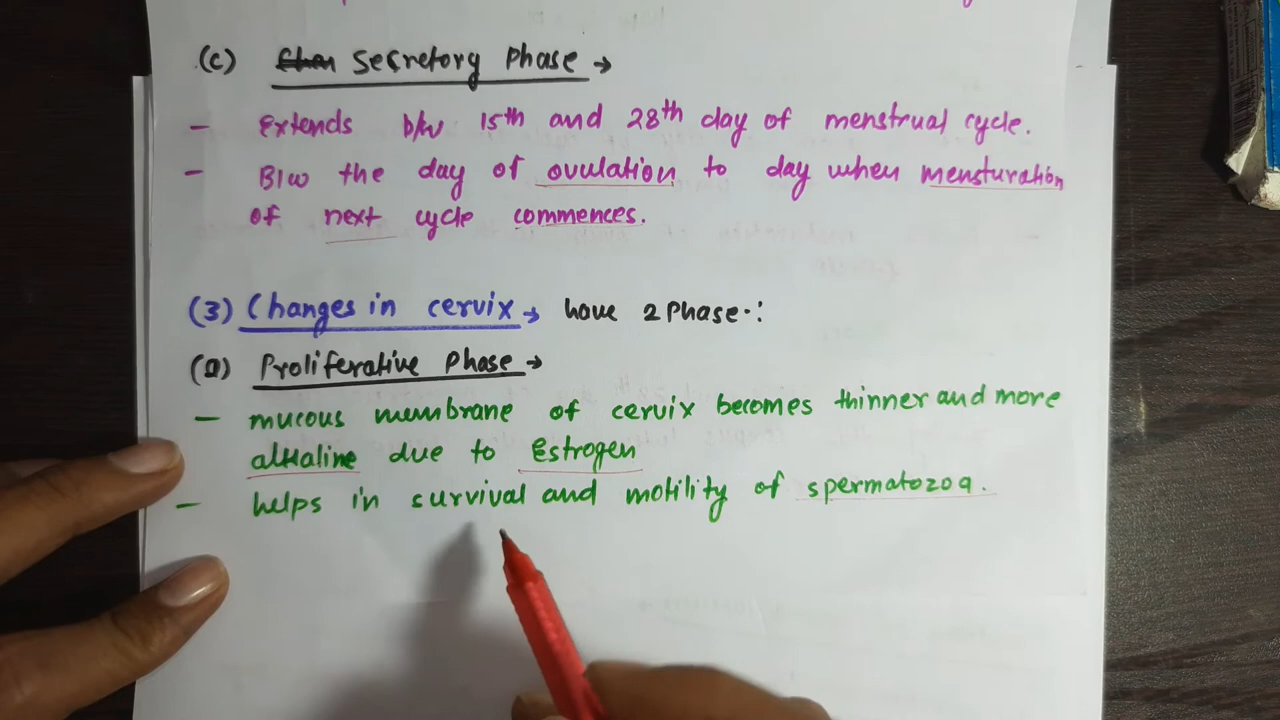 (c) Secretory Phase →
– Extends b/w 15th and 28th day of menstrual cycle.
– B/w the day of ovulation to day when mensturation
of next cycle commences.
(3) Changes in cervix → have 2 Phase :
(a) Proliferative Phase →
– mucous membrane of cervix becomes thinner and more
alkaline due to Estrogen
– helps in survival and motility of spermatozoa.